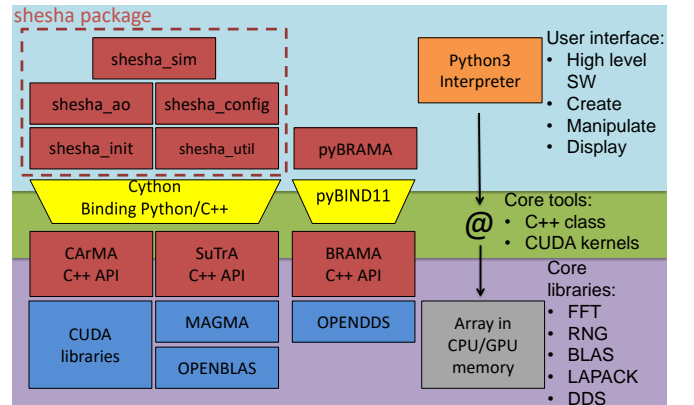 shesha package
shesha_sim
shesha_ao
shesha_config
shesha_init
shesha_util
pyBRAMA
Python3
Interpreter
User interface:
• High level
SW
• Create
• Manipulate
• Display
Cython
Binding Python/C++
pyBIND11
@
Core tools:
• C++ class
• CUDA kernels
CArMA
C++ API
SuTrA
C++ API
BRAMA
C++ API
CUDA
libraries
MAGMA
OPENBLAS
OPENDDS
Array in
CPU/GPU
memory
Core
libraries:
• FFT
• RNG
• BLAS
• LAPACK
• DDS